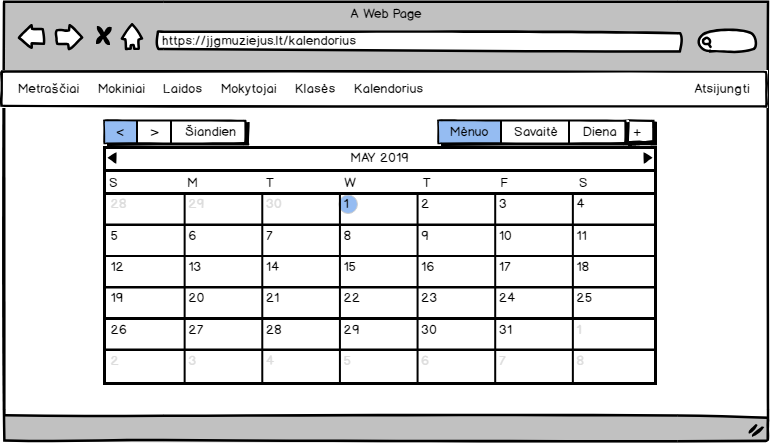 A Web Page
https://jjgmuziejus.lt/kalendorius
Metraščiai Mokiniai Laidos Mokytojai Klasės Kalendorius Atsijungti
< > Šiandien Mėnuo Savaitė Diena +
MAY 2019
S M T W T F S
28 29 30 1 2 3 4
5 6 7 8 9 10 11
12 13 14 15 16 17 18
19 20 21 22 23 24 25
26 27 28 29 30 31 1
2 3 4 5 6 7 8